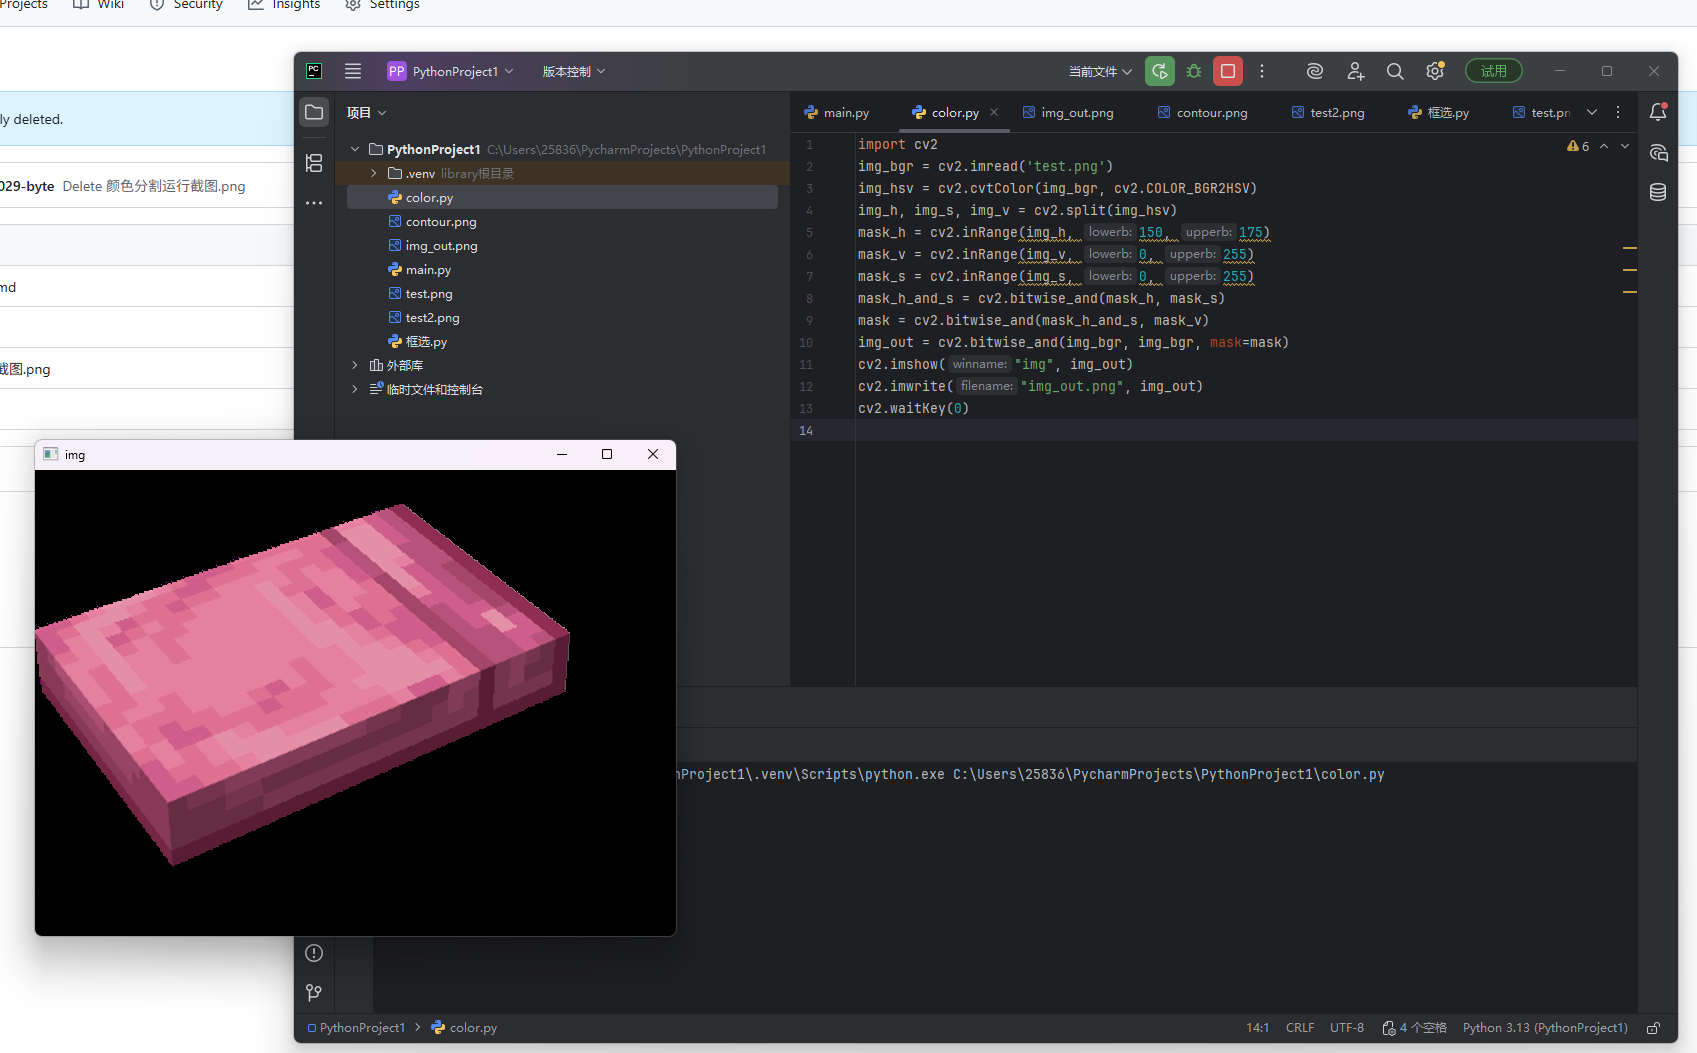 Projects Wiki Security Insights Settings
ly deleted.
029-byte Delete 颜色分割运行截图.png
md
截图.png
PC
PP PythonProject1 版本控制
当前文件
试用
项目
main.py color.py img_out.png contour.png test2.png 框选.py test.pn
PythonProject1 C:\Users\25836\PycharmProjects\PythonProject1
.venv library根目录
color.py
contour.png
img_out.png
main.py
test.png
test2.png
框选.py
外部库
临时文件和控制台
6
1 import cv2
2 img_bgr = cv2.imread('test.png')
3 img_hsv = cv2.cvtColor(img_bgr, cv2.COLOR_BGR2HSV)
4 img_h, img_s, img_v = cv2.split(img_hsv)
5 mask_h = cv2.inRange(img_h, lowerb: 150, upperb: 175)
6 mask_v = cv2.inRange(img_v, lowerb: 0, upperb: 255)
7 mask_s = cv2.inRange(img_s, lowerb: 0, upperb: 255)
8 mask_h_and_s = cv2.bitwise_and(mask_h, mask_s)
9 mask = cv2.bitwise_and(mask_h_and_s, mask_v)
10 img_out = cv2.bitwise_and(img_bgr, img_bgr, mask=mask)
11 cv2.imshow( winname: "img", img_out)
12 cv2.imwrite( filename: "img_out.png", img_out)
13 cv2.waitKey(0)
14
img
nProject1\.venv\Scripts\python.exe C:\Users\25836\PycharmProjects\PythonProject1\color.py
PythonProject1 > color.py
14:1 CRLF UTF-8 4 个空格 Python 3.13 (PythonProject1)